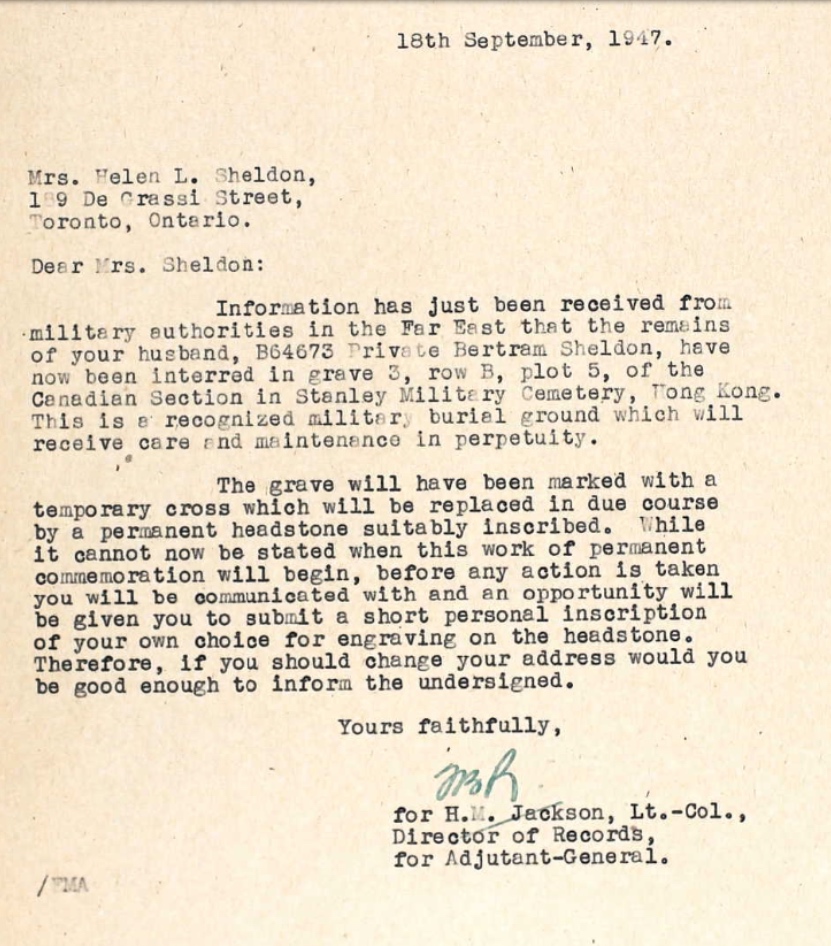 18th September, 1947.
Mrs. Helen L. Sheldon,
De Grassi Street,
Toronto, Ontario.
Dear Mrs. Sheldon:
Information has just been received from
military authorities in the Far East that the remains
of your husband, B64673 Private Bertram Sheldon, have
now been interred in grave 3, row B, plot 5, of the
Canadian Section in Stanley Military Cemetery, Hong Kong.
This is a recognized military burial ground which will
receive care and maintenance in perpetuity.
The grave will have been marked with a
temporary cross which will be replaced in due course
by a permanent headstone suitably inscribed. While
it cannot now be stated when this work of permanent
commemoration will begin, before any action is taken
you will be communicated with and an opportunity will
be given you to submit a short personal inscription
of your own choice for engraving on the headstone.
Therefore, if you should change your address would you
be good enough to inform the undersigned.
Yours faithfully,
for H.M. Jackson, Lt.-Col.,
Director of Records,
for Adjutant-General.